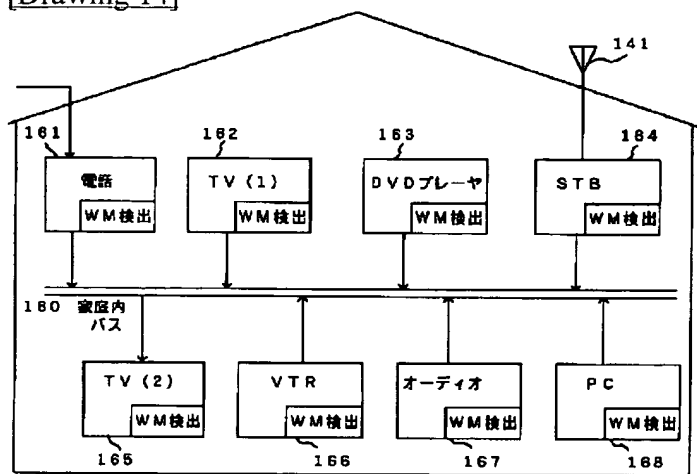 [Drawing 14]
141
161 162 163 164
電話 TV(1) DVDプレーヤ STB
WM検出 WM検出 WM検出 WM検出
180 家庭内
バス
TV(2) VTR オーディオ PC
WM検出 WM検出 WM検出 WM検出
165 166 167 168